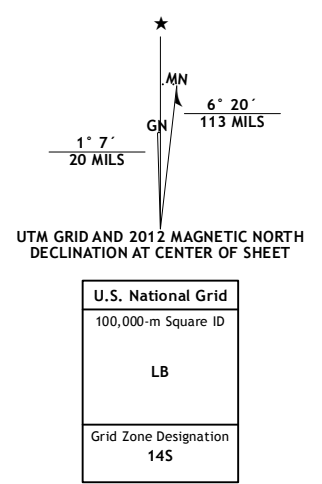 MN
6° 20´
113 MILS
GN
1° 7´
20 MILS
UTM GRID AND 2012 MAGNETIC NORTH
DECLINATION AT CENTER OF SHEET
U.S. National Grid
100,000-m Square ID
LB
Grid Zone Designation
14S